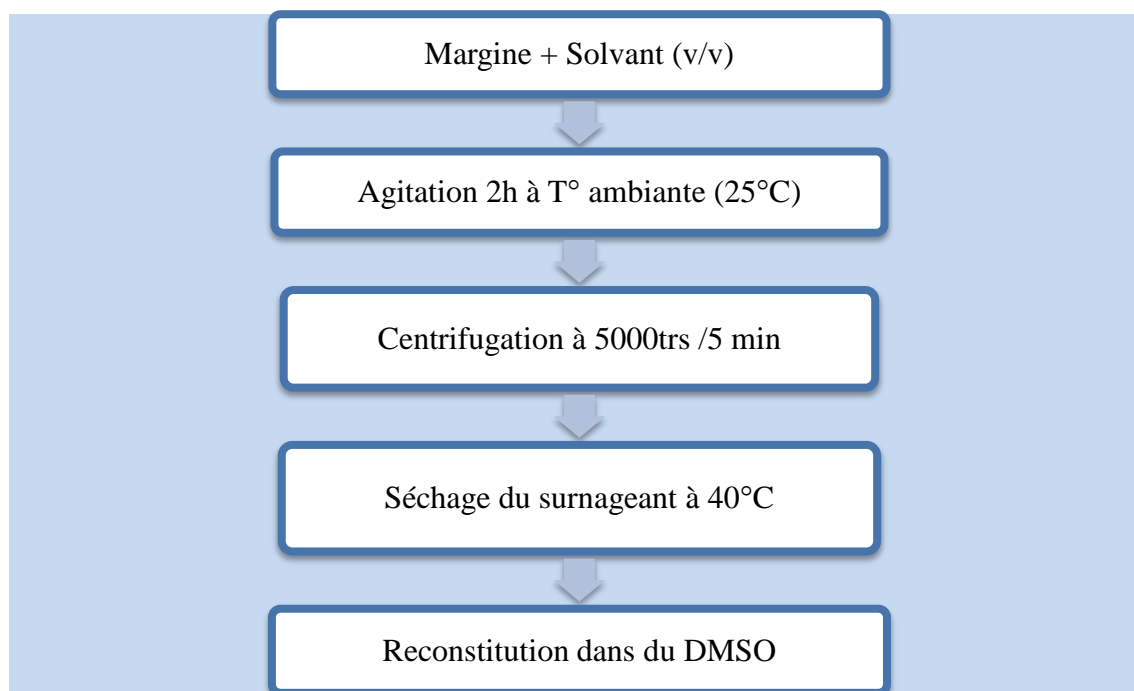 Margine + Solvant (v/v)
Agitation 2h à T° ambiante (25°C)
Centrifugation à 5000trs /5 min
Séchage du surnageant à 40°C
Reconstitution dans du DMSO